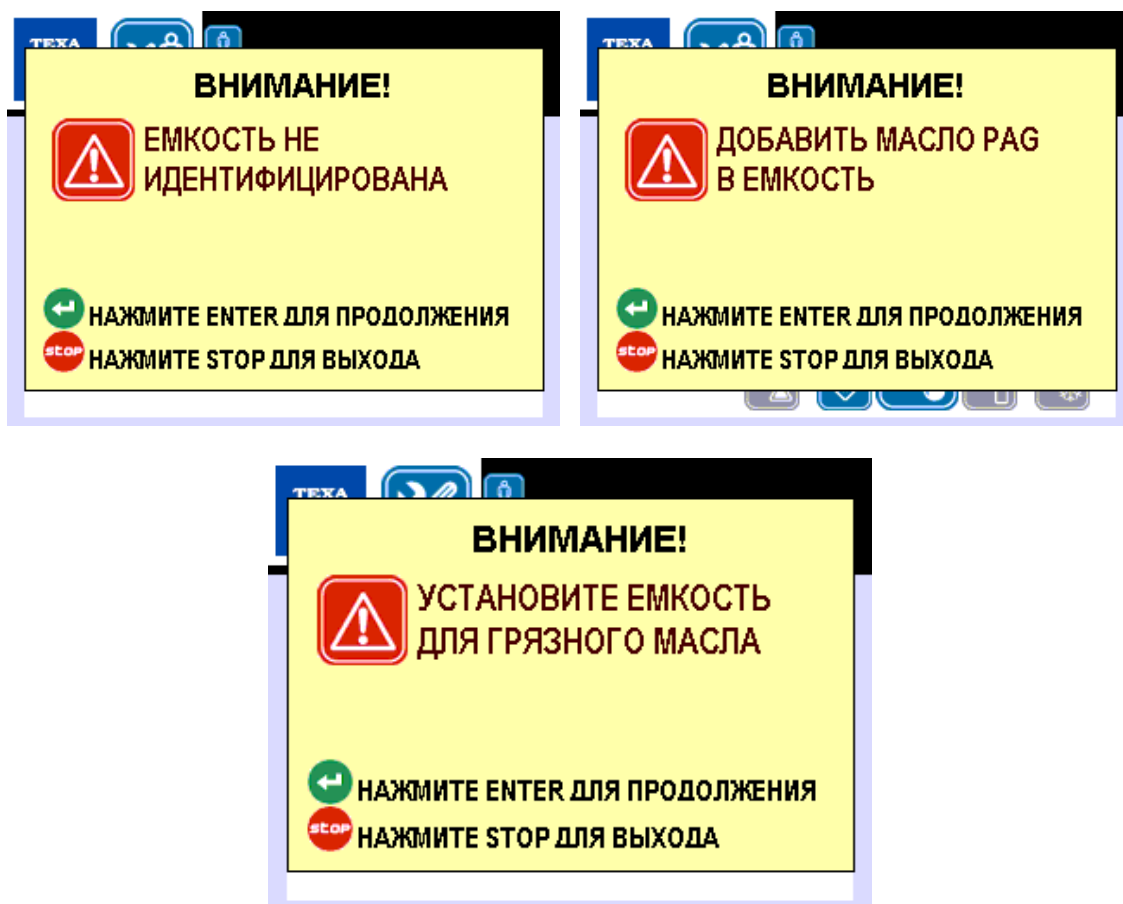 TEXA
ВНИМАНИЕ!
ЕМКОСТЬ НЕ
ИДЕНТИФИЦИРОВАНА
НАЖМИТЕ ENTER ДЛЯ ПРОДОЛЖЕНИЯ
stop НАЖМИТЕ STOP ДЛЯ ВЫХОДА
TEXA
ВНИМАНИЕ!
ДОБАВИТЬ МАСЛО PAG
В ЕМКОСТЬ
НАЖМИТЕ ENTER ДЛЯ ПРОДОЛЖЕНИЯ
stop НАЖМИТЕ STOP ДЛЯ ВЫХОДА
TEXA
ВНИМАНИЕ!
УСТАНОВИТЕ ЕМКОСТЬ
ДЛЯ ГРЯЗНОГО МАСЛА
НАЖМИТЕ ENTER ДЛЯ ПРОДОЛЖЕНИЯ
stop НАЖМИТЕ STOP ДЛЯ ВЫХОДА